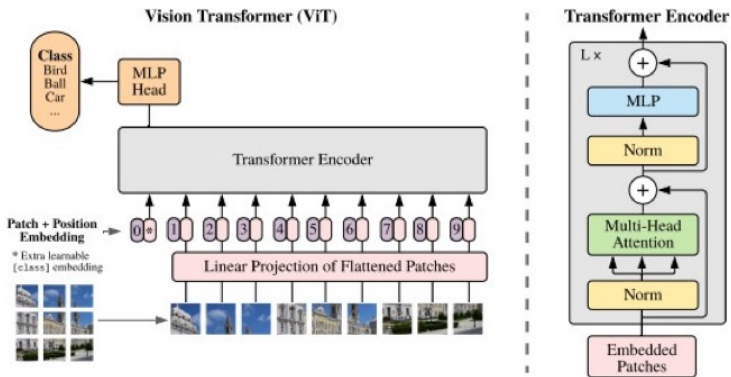 Vision Transformer (ViT)
Class
Bird
Ball
Car
...
MLP
Head
Transformer Encoder
Patch + Position
Embedding
0 * 1 2 3 4 5 6 7 8 9
* Extra learnable
[class] embedding
Linear Projection of Flattened Patches
Transformer Encoder
L x
+
MLP
Norm
+
Multi-Head
Attention
Norm
Embedded
Patches